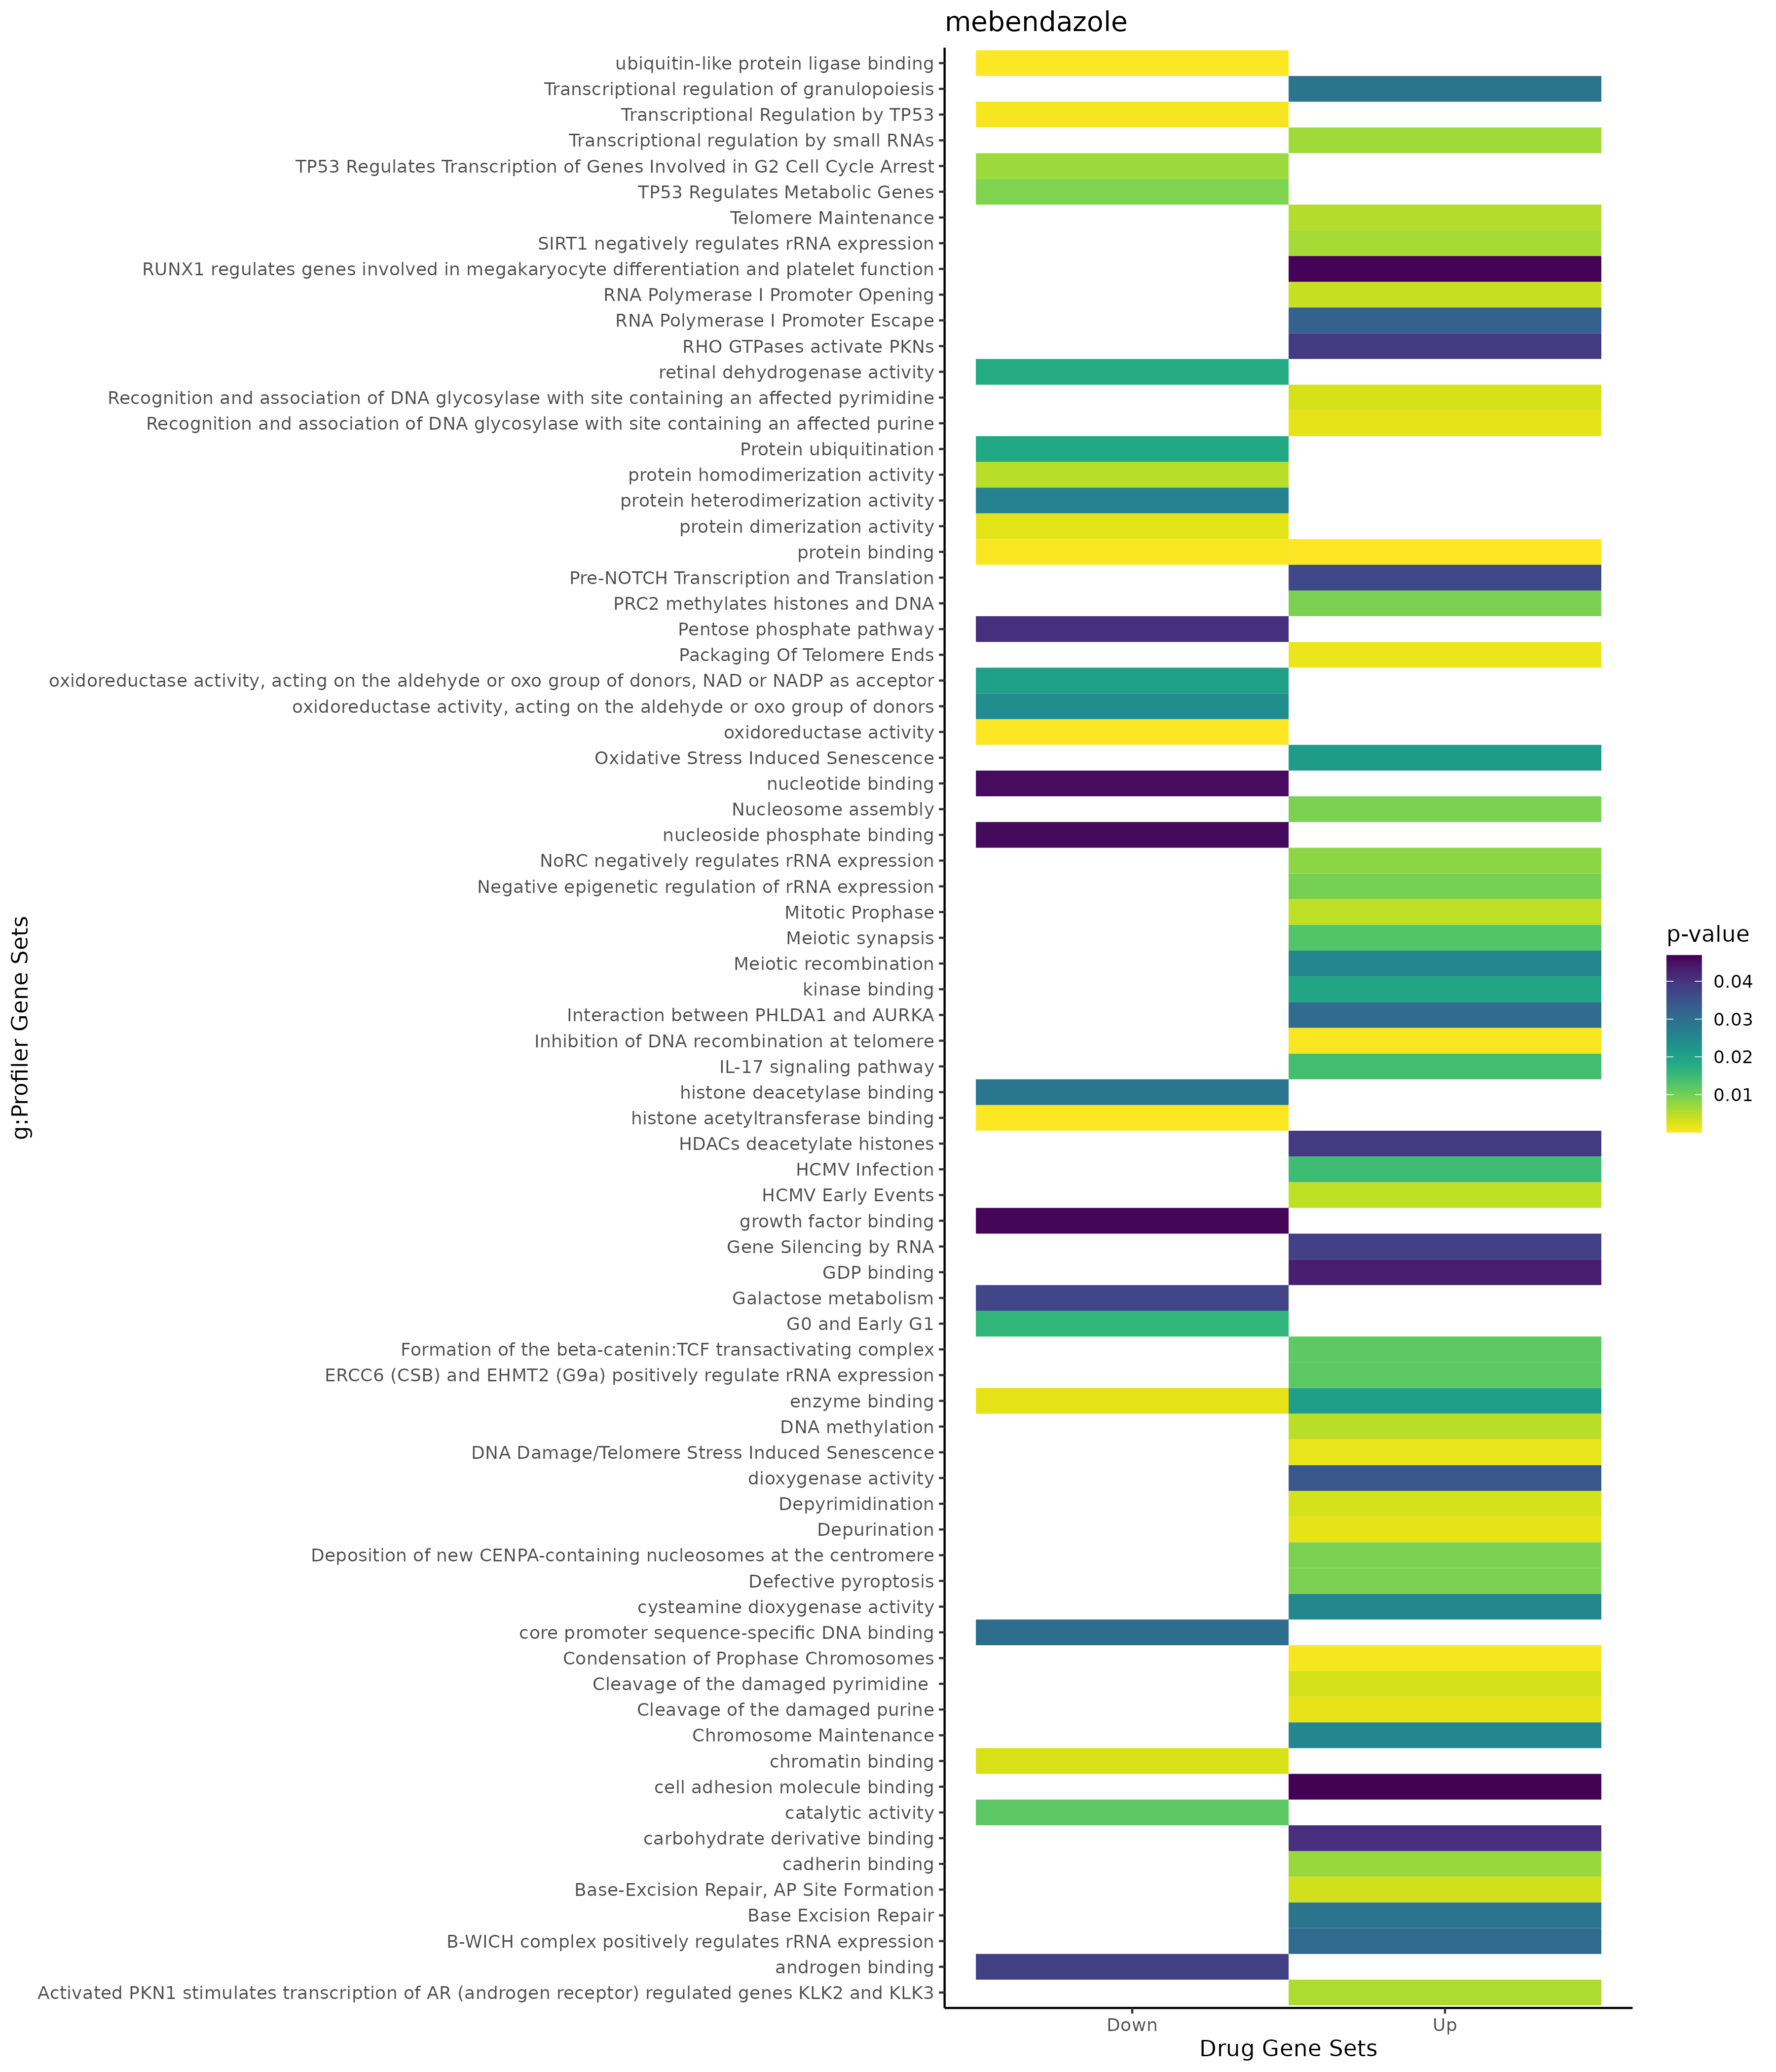 mebendazole
ubiquitin-like protein ligase binding
Transcriptional regulation of granulopoiesis
Transcriptional Regulation by TP53
Transcriptional regulation by small RNAs
TP53 Regulates Transcription of Genes Involved in G2 Cell Cycle Arrest
TP53 Regulates Metabolic Genes
Telomere Maintenance
SIRT1 negatively regulates rRNA expression
RUNX1 regulates genes involved in megakaryocyte differentiation and platelet function
RNA Polymerase I Promoter Opening
RNA Polymerase I Promoter Escape
RHO GTPases activate PKNs
retinal dehydrogenase activity
Recognition and association of DNA glycosylase with site containing an affected pyrimidine
Recognition and association of DNA glycosylase with site containing an affected purine
Protein ubiquitination
protein homodimerization activity
protein heterodimerization activity
protein dimerization activity
protein binding
Pre-NOTCH Transcription and Translation
PRC2 methylates histones and DNA
Pentose phosphate pathway
Packaging Of Telomere Ends
oxidoreductase activity, acting on the aldehyde or oxo group of donors, NAD or NADP as acceptor
oxidoreductase activity, acting on the aldehyde or oxo group of donors
oxidoreductase activity
Oxidative Stress Induced Senescence
nucleotide binding
Nucleosome assembly
nucleoside phosphate binding
NoRC negatively regulates rRNA expression
Negative epigenetic regulation of rRNA expression
Mitotic Prophase
Meiotic synapsis
Meiotic recombination
kinase binding
Interaction between PHLDA1 and AURKA
Inhibition of DNA recombination at telomere
IL-17 signaling pathway
histone deacetylase binding
histone acetyltransferase binding
HDACs deacetylate histones
HCMV Infection
HCMV Early Events
growth factor binding
Gene Silencing by RNA
GDP binding
Galactose metabolism
G0 and Early G1
Formation of the beta-catenin:TCF transactivating complex
ERCC6 (CSB) and EHMT2 (G9a) positively regulate rRNA expression
enzyme binding
DNA methylation
DNA Damage/Telomere Stress Induced Senescence
dioxygenase activity
Depyrimidination
Depurination
Deposition of new CENPA-containing nucleosomes at the centromere
Defective pyroptosis
cysteamine dioxygenase activity
core promoter sequence-specific DNA binding
Condensation of Prophase Chromosomes
Cleavage of the damaged pyrimidine
Cleavage of the damaged purine
Chromosome Maintenance
chromatin binding
cell adhesion molecule binding
catalytic activity
carbohydrate derivative binding
cadherin binding
Base-Excision Repair, AP Site Formation
Base Excision Repair
B-WICH complex positively regulates rRNA expression
androgen binding
Activated PKN1 stimulates transcription of AR (androgen receptor) regulated genes KLK2 and KLK3
g:Profiler Gene Sets
Down
Up
Drug Gene Sets
p-value
0.04
0.03
0.02
0.01